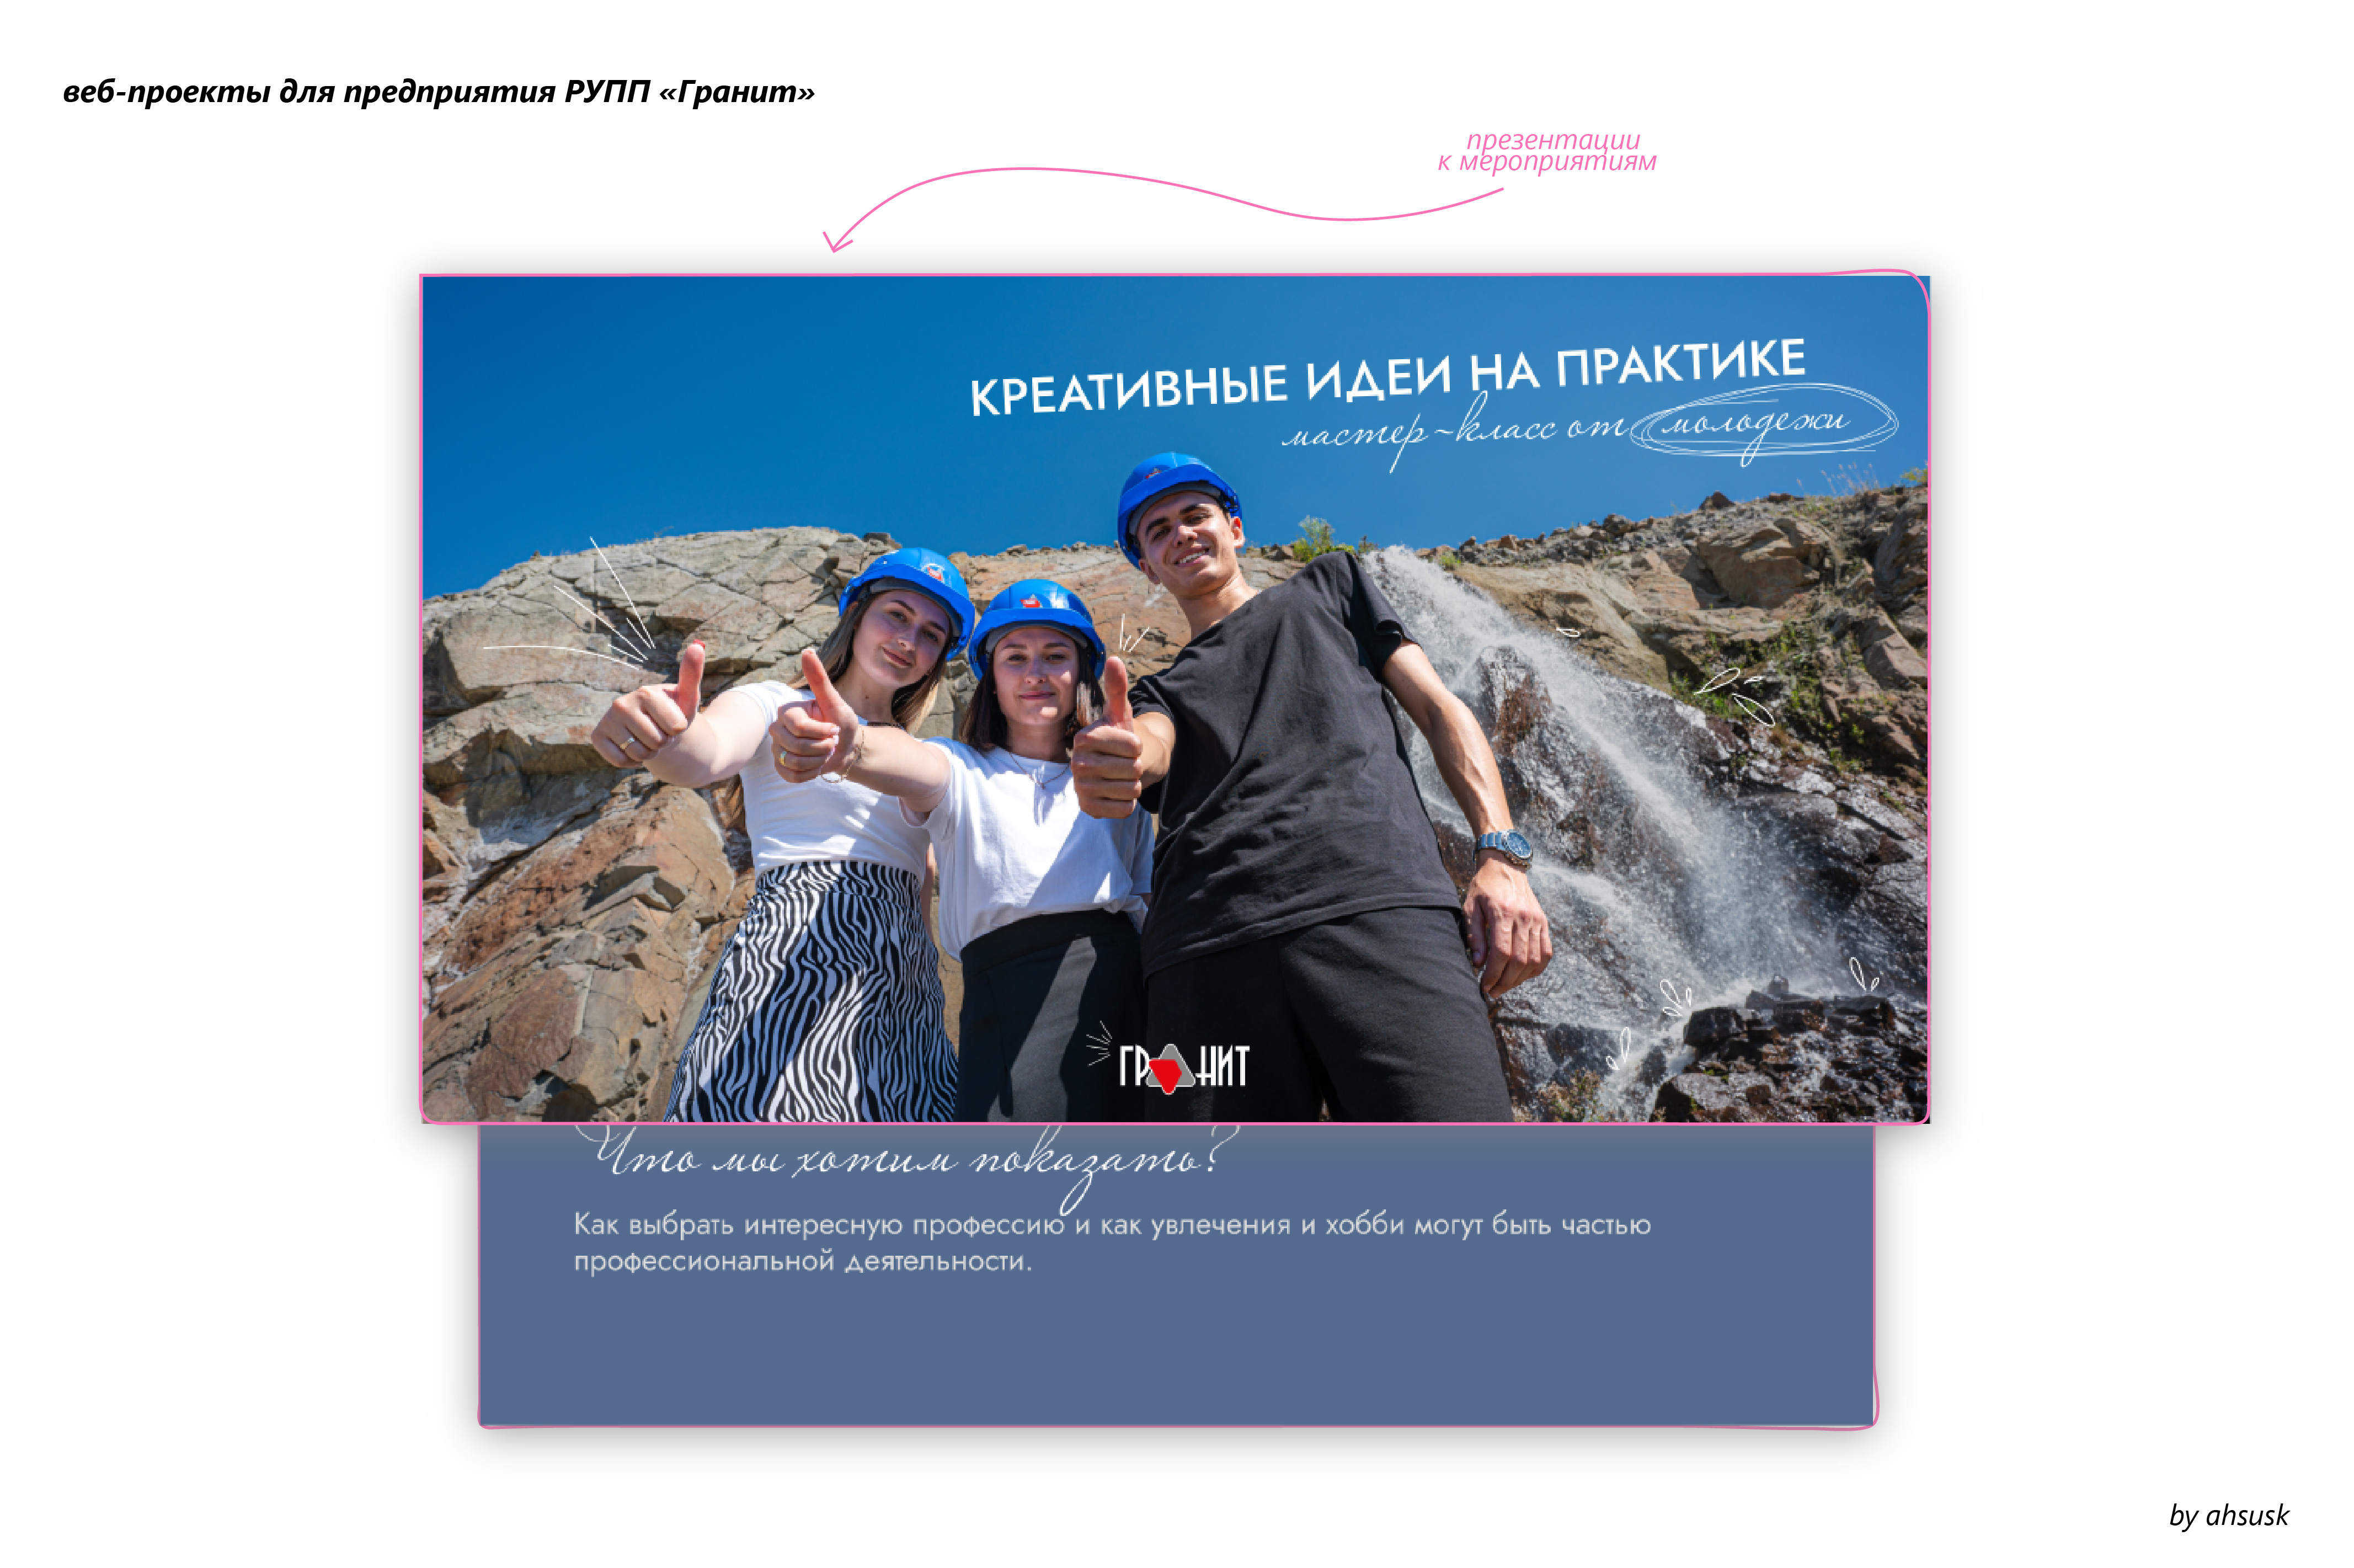 веб-проекты для предприятия РУПП «Гранит»
презентации
к мероприятиям
КРЕАТИВНЫЕ ИДЕИ НА ПРАКТИКЕ
мастер-класс от молодежи
ГРАНИТ
Что мы хотим показать?
Как выбрать интересную профессию и как увлечения и хобби могут быть частью
профессиональной деятельности.
by ahsusk